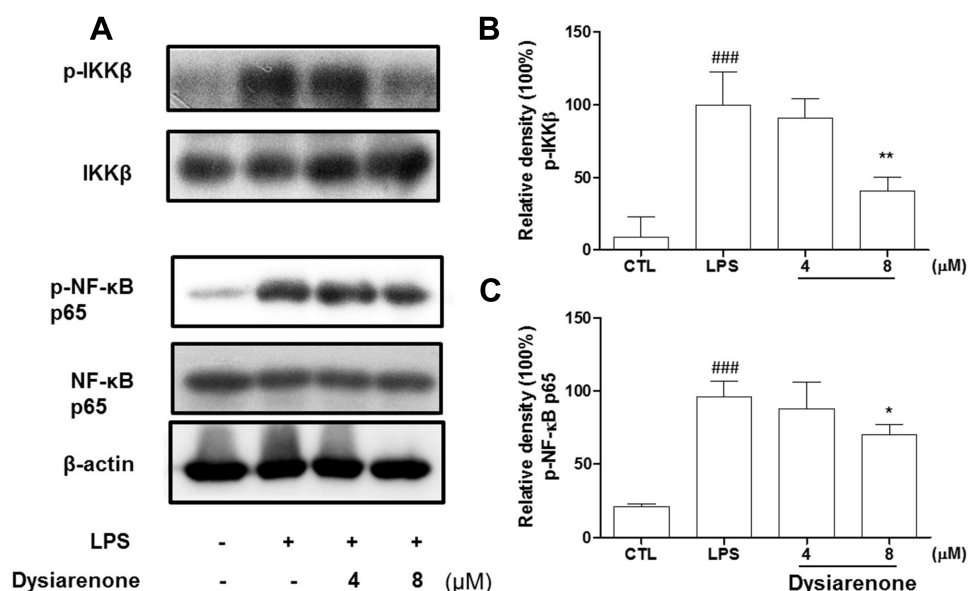 A
p-IKKβ
IKKβ
p-NF-κB
p65
NF-κB
p65
β-actin
LPS - + + +
Dysiarenone - - 4 8 (μM)
B
Relative density (100%)
p-IKKβ
150
100
50
0
###
**
CTL LPS 4 8 (μM)
C
Relative density (100%)
p-NF-κB p65
150
100
50
0
###
*
CTL LPS 4 8 (μM)
Dysiarenone